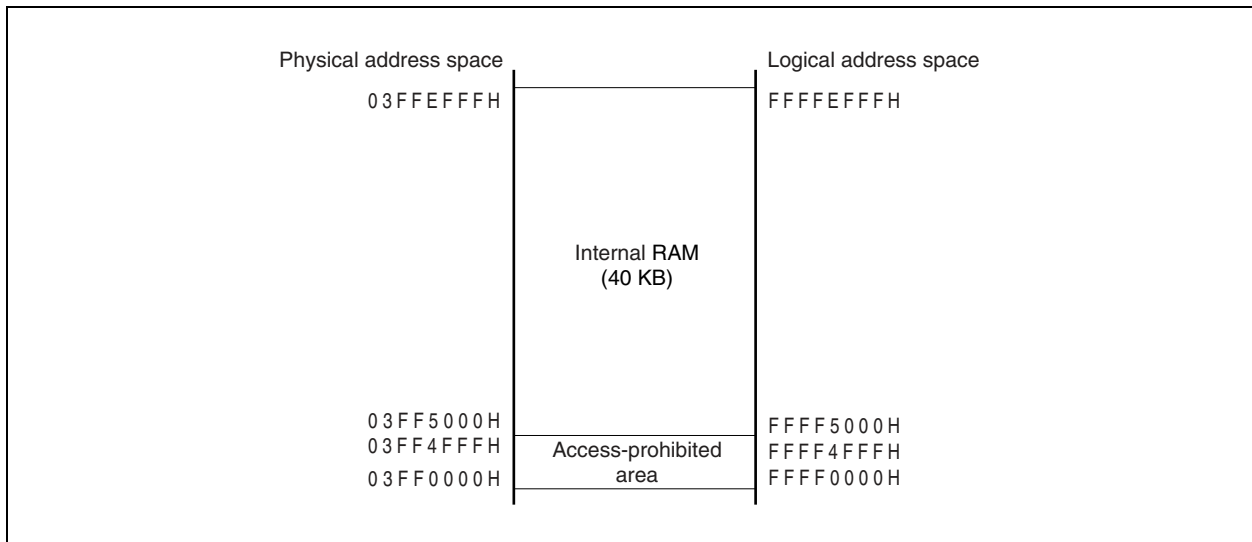 Physical address space
Logical address space
03FFEFFFH
FFFFEFFFH
Internal RAM
(40 KB)
03FF5000H
FFFF5000H
03FF4FFFH
Access-prohibited
FFFF4FFFH
area
03FF0000H
FFFF0000H